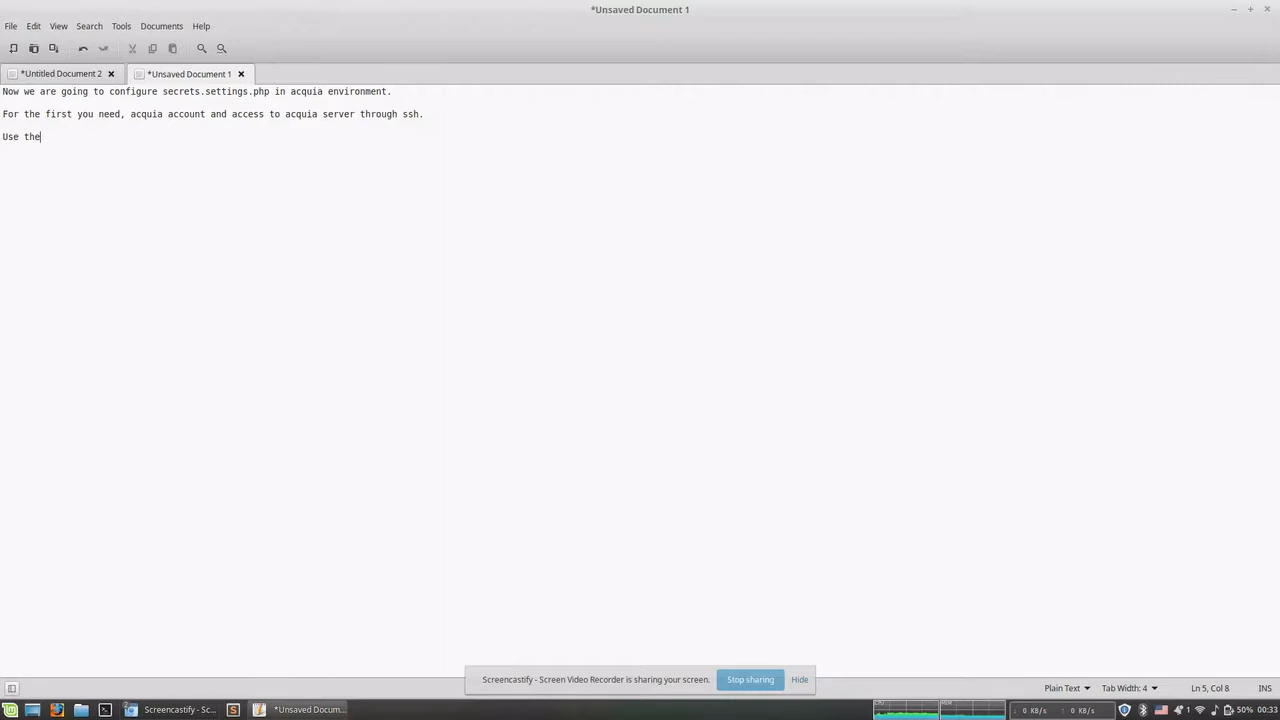 *Unsaved Document 1
File Edit View Search Tools Documents Help
*Untitled Document 2 *Unsaved Document 1
Now we are going to configure secrets.settings.php in acquia environment.
For the first you need, acquia account and access to acquia server through ssh.
Use the
Screencastify - Screen Video Recorder is sharing your screen. Stop sharing Hide
Plain Text Tab Width: 4 Ln 5, Col 8 INS
Screencastify - Sc... *Unsaved Docum... CPU MEM 0 KB/s 0 KB/s 50% 00:33